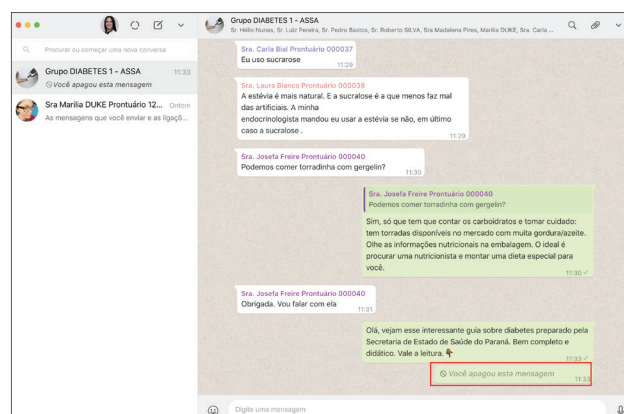 Grupo DIABETES 1 - ASSA
Sr. Hélio Nunes, Sr. Luiz Pereira, Sr. Pedro Bastos, Sr. Roberto SILVA, Sra Madalena Pires, Marília DUKE, Sra. Carla ...
Procurar ou começar uma nova conversa
Grupo DIABETES 1 - ASSA 11:33
Você apagou esta mensagem
Sra Marilia DUKE Prontuário 12... Ontem
As mensagens que você enviar e as ligaçõ...
Sra. Carla Bial Prontuário 000037
Eu uso sucrarose
11:29
Sra. Laura Bianco Prontuário 000038
A estévia é mais natural. E a sucralose é a que menos faz mal
das artificiais. A minha
endocrinologista mandou eu usar a estévia se não, em último
caso a sucralose .
11:29
Sra. Josefa Freire Prontuário 000040
Podemos comer torradinha com gergelin?
11:30
Sra. Josefa Freire Prontuário 000040
Podemos comer torradinha com gergelin?
Sim, só que tem que contar os carboidratos e tomar cuidado:
tem torradas disponíveis no mercado com muita gordura/azeite.
Olhe as informações nutricionais na embalagem. O ideal é
procurar uma nutricionista e montar uma dieta especial para
você.
11:30
Sra. Josefa Freire Prontuário 000040
Obrigada. Vou falar com ela
11:31
Olá, vejam esse interessante guia sobre diabetes preparado pela
Secretaria de Estado de Saúde do Paraná. Bem completo e
didático. Vale a leitura.
11:33
Você apagou esta mensagem
11:33
Digite uma mensagem